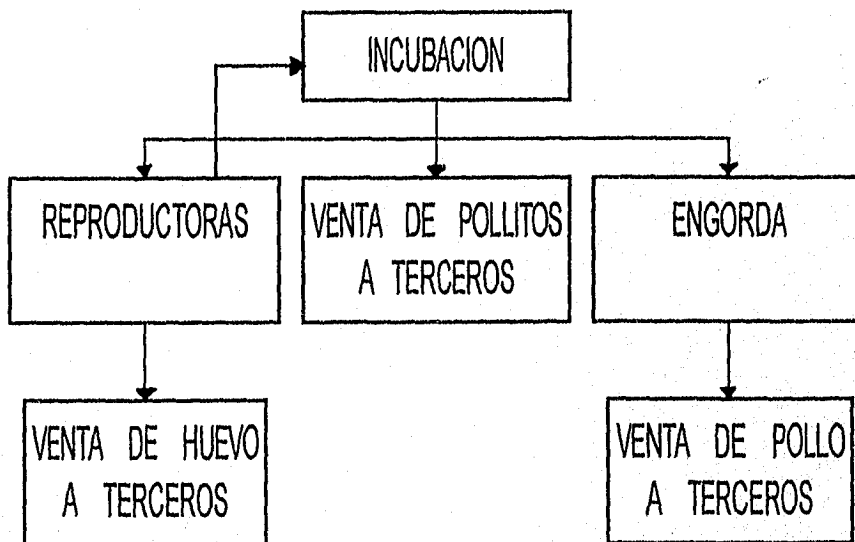 INCUBACION
REPRODUCTORAS
VENTA DE POLLITOS
A TERCEROS
ENGORDA
VENTA DE HUEVO
A TERCEROS
VENTA DE POLLO
A TERCEROS